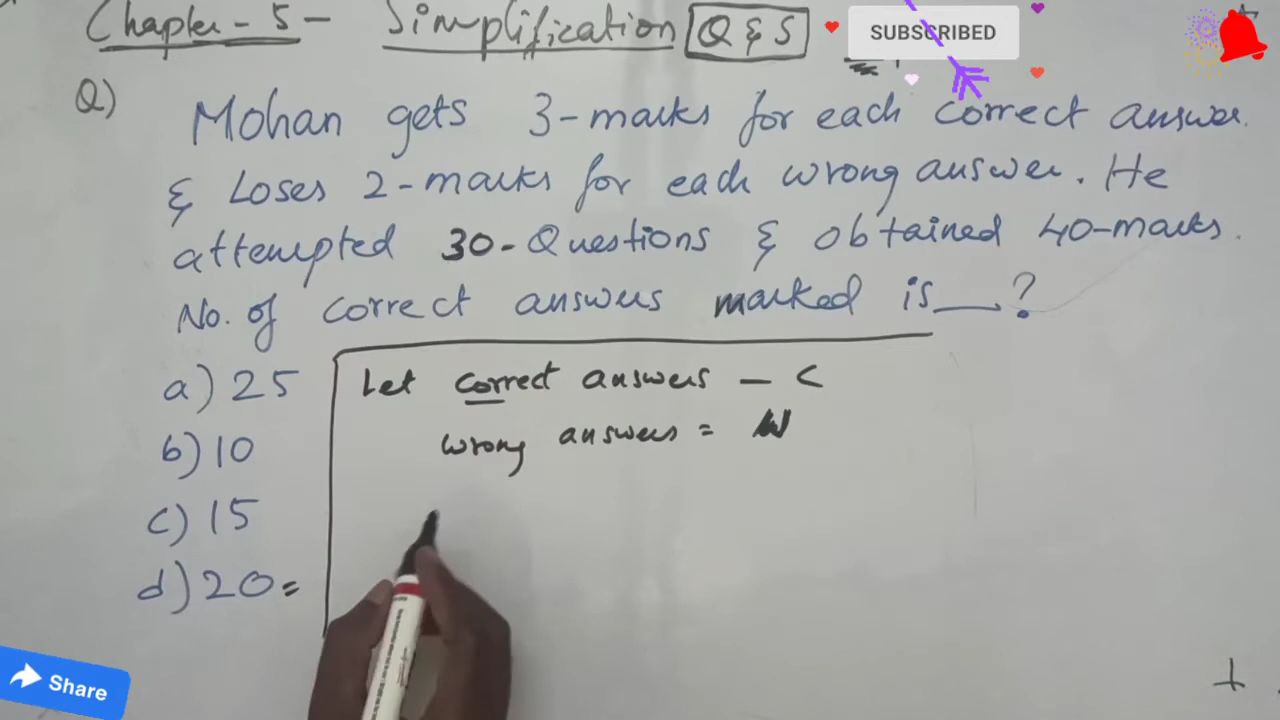 Chapter - 5 - Simplification Q & S
SUBSCRIBED
Q) Mohan gets 3-marks for each correct answer.
& Loses 2-marks for each wrong answer. He
attempted 30-Questions & obtained 40-marks.
No. of correct answers marked is ___ ?
a) 25
b) 10
c) 15
d) 20 =
Let correct answers - C
wrong answers = W
Share